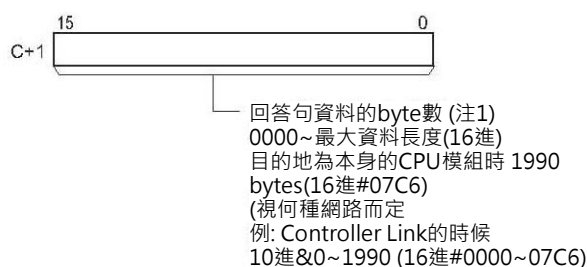 15 0
C+1
回答句資料的byte數 (注1)
0000~最大資料長度(16進)
目的地為本身的CPU模組時 1990
bytes(16進#07C6)
(視何種網路而定
例: Controller Link的時候
10進&0~1990 (16進#0000~07C6)